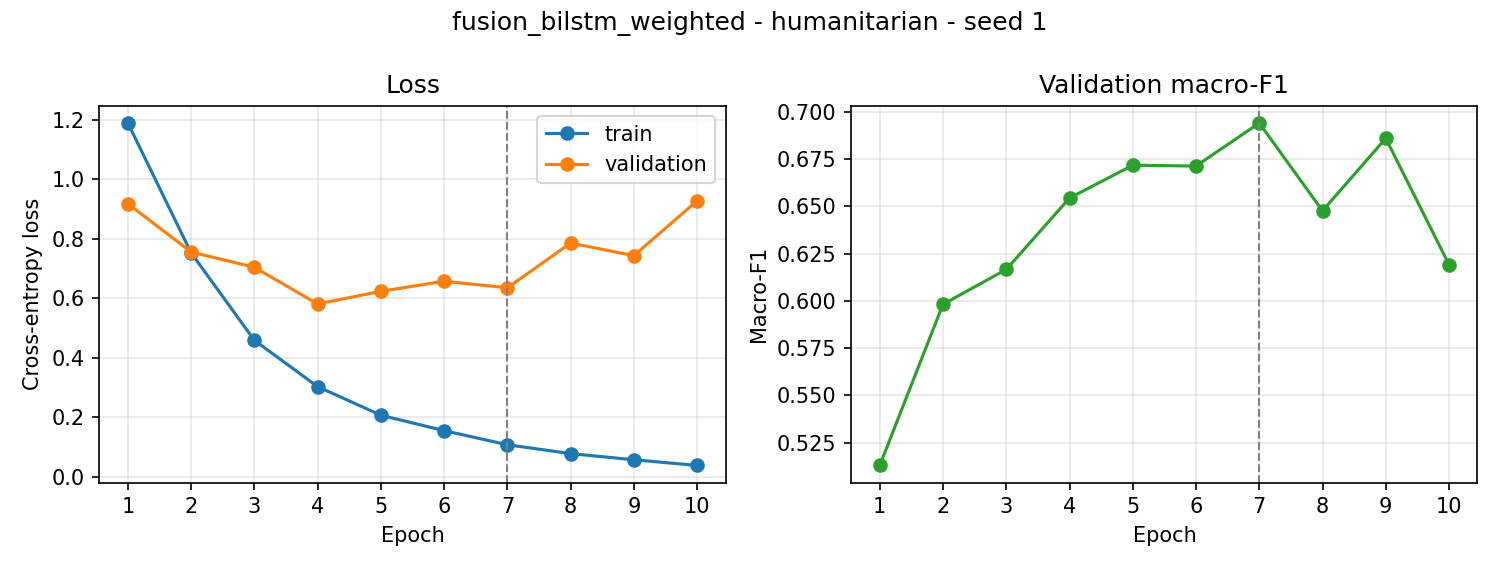 fusion_bilstm_weighted - humanitarian - seed 1
Loss
Cross-entropy loss
1.2
1.0
0.8
0.6
0.4
0.2
0.0
train
validation
1 2 3 4 5 6 7 8 9 10
Epoch
Validation macro-F1
Macro-F1
0.700
0.675
0.650
0.625
0.600
0.575
0.550
0.525
1 2 3 4 5 6 7 8 9 10
Epoch